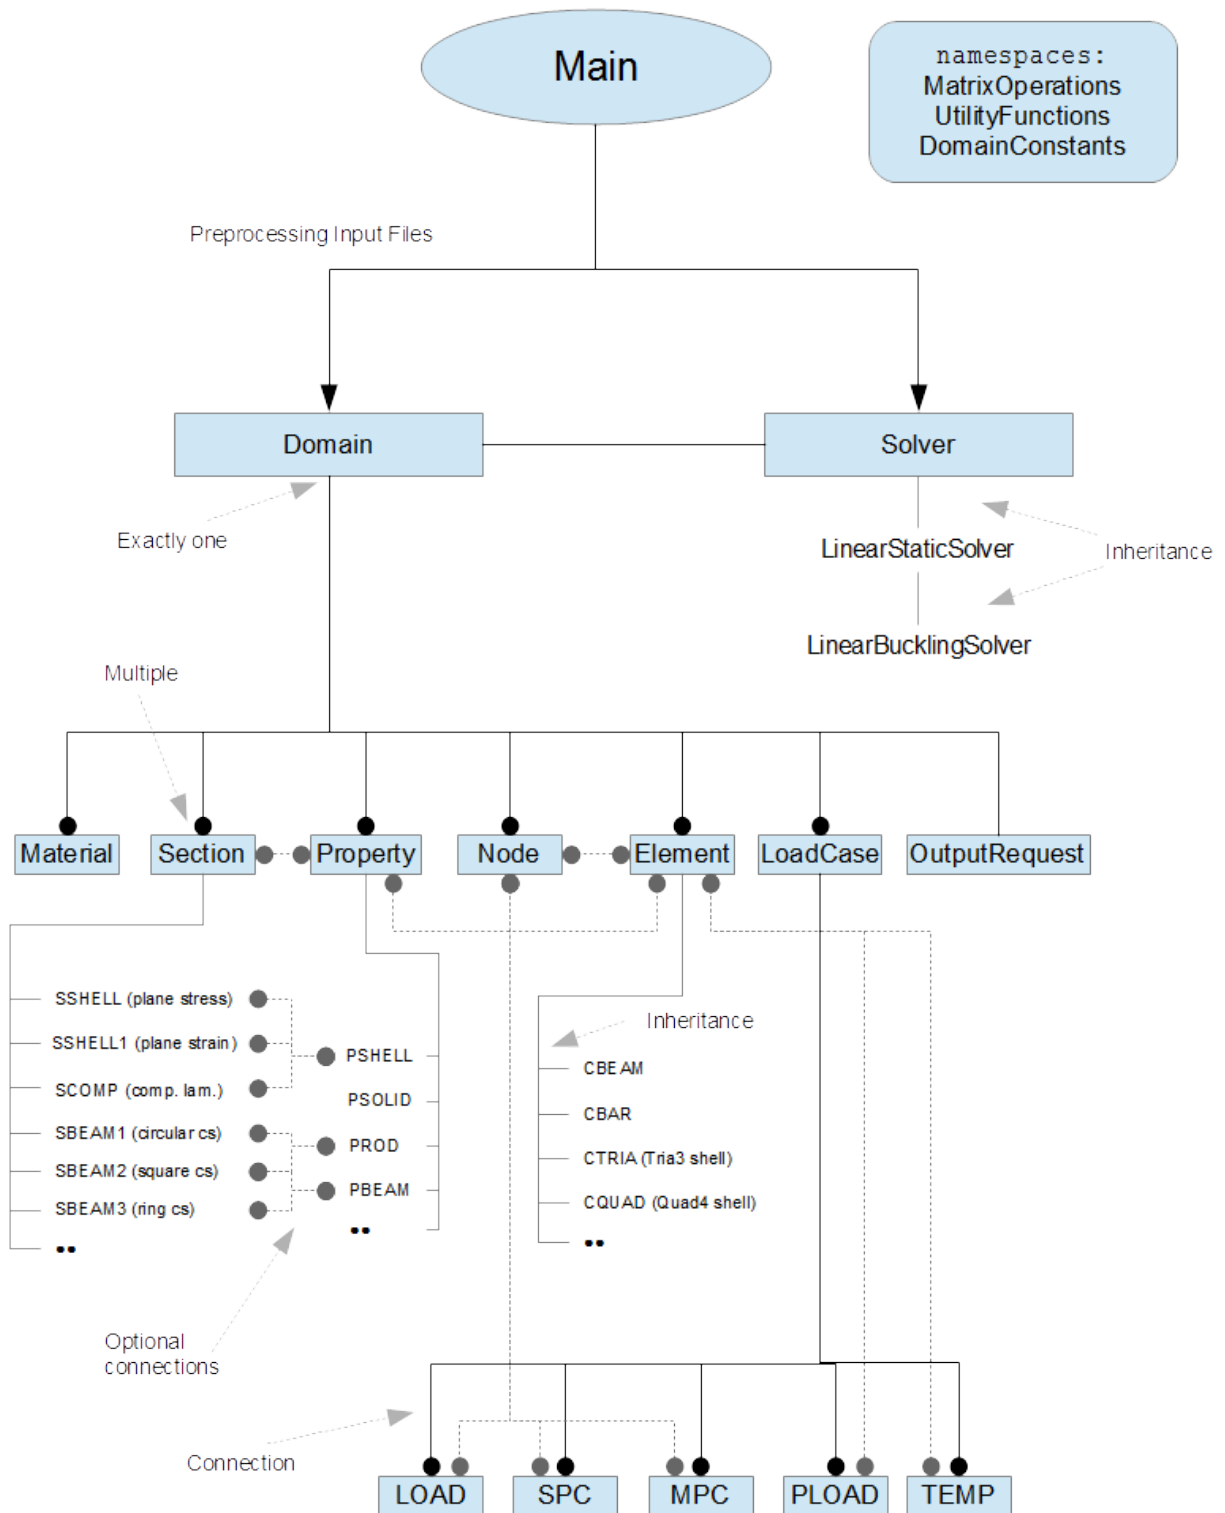 Main
namespaces:
MatrixOperations
UtilityFunctions
DomainConstants
Preprocessing Input Files
Domain
Solver
Exactly one
LinearStaticSolver
Inheritance
LinearBucklingSolver
Multiple
Material
Section
Property
Node
Element
LoadCase
OutputRequest
SSHELL (plane stress)
SSHELL1 (plane strain)
SCOMP (comp. lam.)
SBEAM1 (circular cs)
SBEAM2 (square cs)
SBEAM3 (ring cs)
••
PSHELL
PSOLID
PROD
PBEAM
••
Inheritance
CBEAM
CBAR
CTRIA (Tria3 shell)
CQUAD (Quad4 shell)
••
Optional
connections
Connection
LOAD
SPC
MPC
PLOAD
TEMP